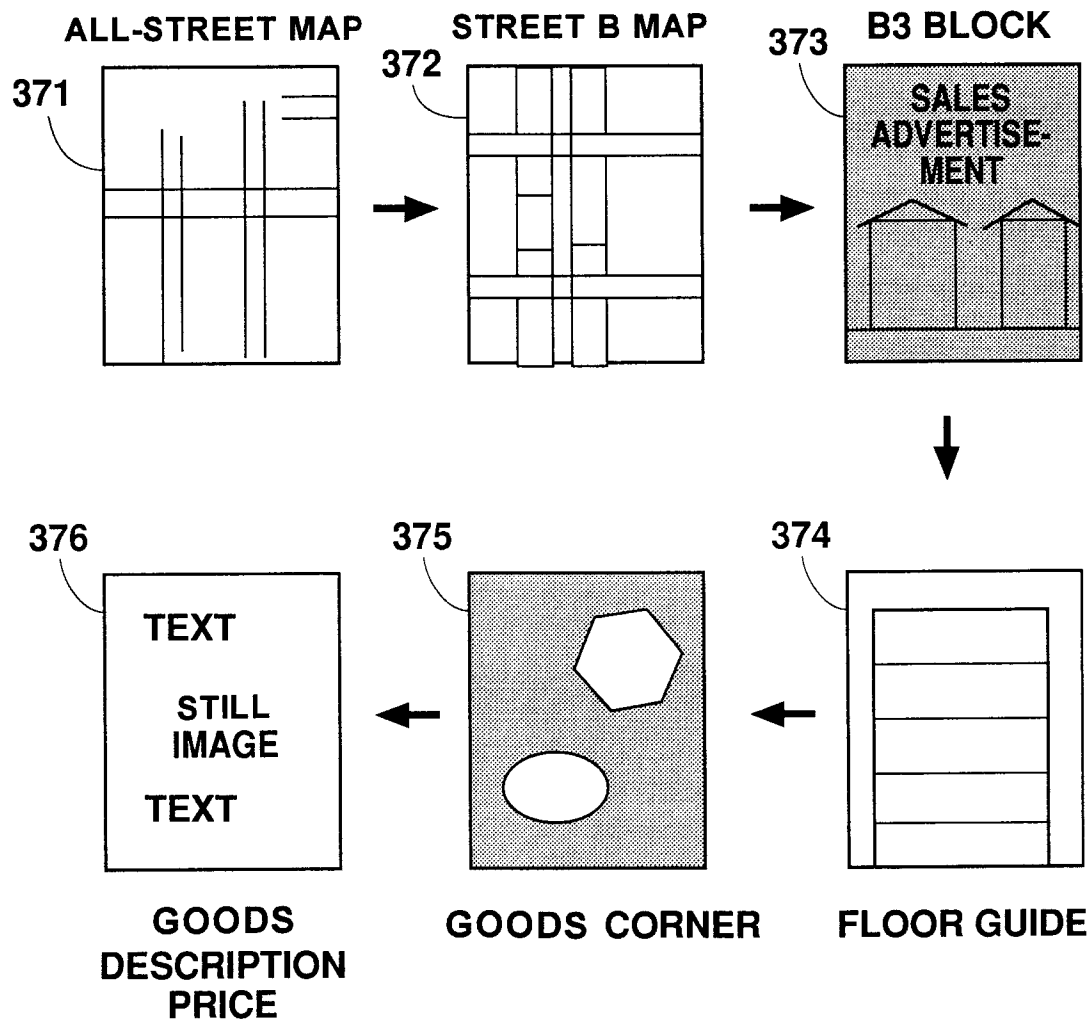 ALL-STREET MAP
STREET B MAP
B3 BLOCK
371
372
373
SALES
ADVERTISE-
MENT
376
375
374
TEXT
STILL
IMAGE
TEXT
GOODS
DESCRIPTION
PRICE
GOODS CORNER
FLOOR GUIDE